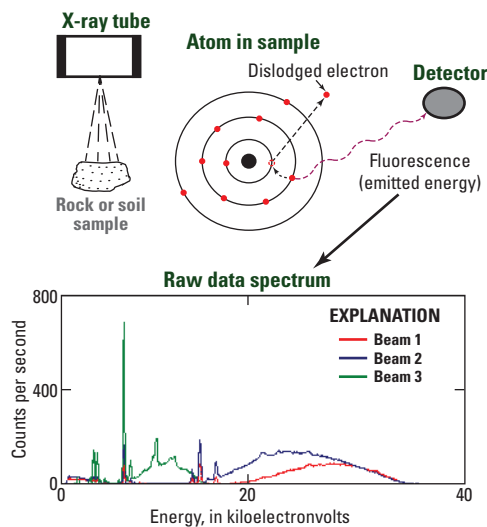 X-ray tube
Atom in sample
Dislodged electron
Detector
Rock or soil
sample
Fluorescence
(emitted energy)
Raw data spectrum
Counts per second
800
400
0
EXPLANATION
Beam 1
Beam 2
Beam 3
0
20
40
Energy, in kiloelectronvolts